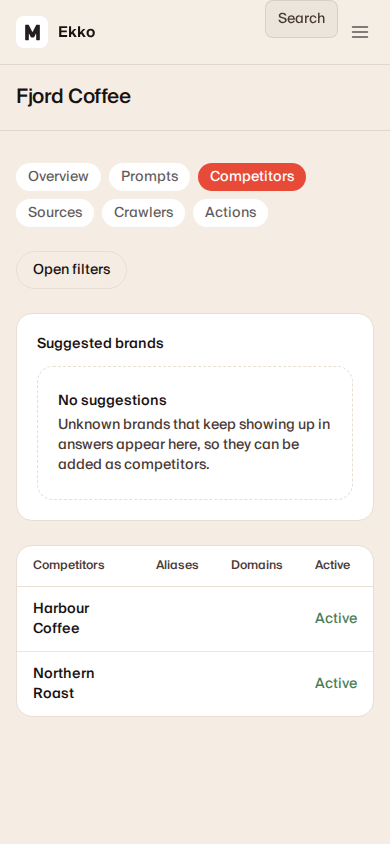 M Ekko
Search
Fjord Coffee
Overview Prompts Competitors
Sources Crawlers Actions
Open filters
Suggested brands
No suggestions
Unknown brands that keep showing up in
answers appear here, so they can be
added as competitors.
Competitors Aliases Domains Active
Harbour
Coffee
Active
Northern
Roast
Active